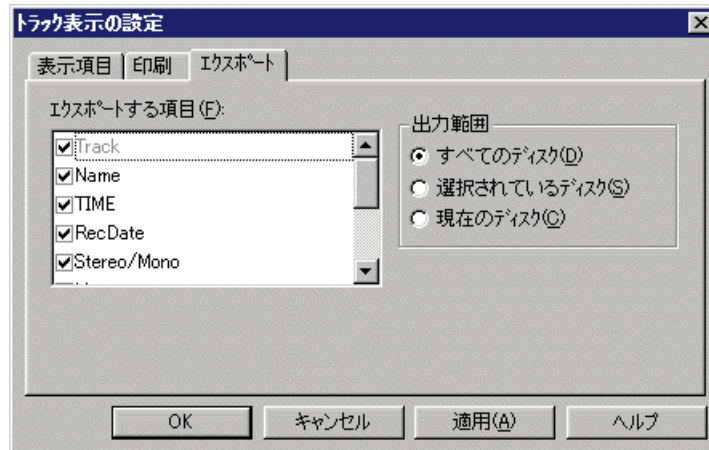 トラック表示の設定
表示項目
印刷
エクスポート
エクスポートする項目(F):
Track
Name
TIME
RecDate
Stereo/Mono
出力範囲
すべてのディスク(D)
選択されているディスク(S)
現在のディスク(C)
OK
キャンセル
適用(A)
ヘルプ